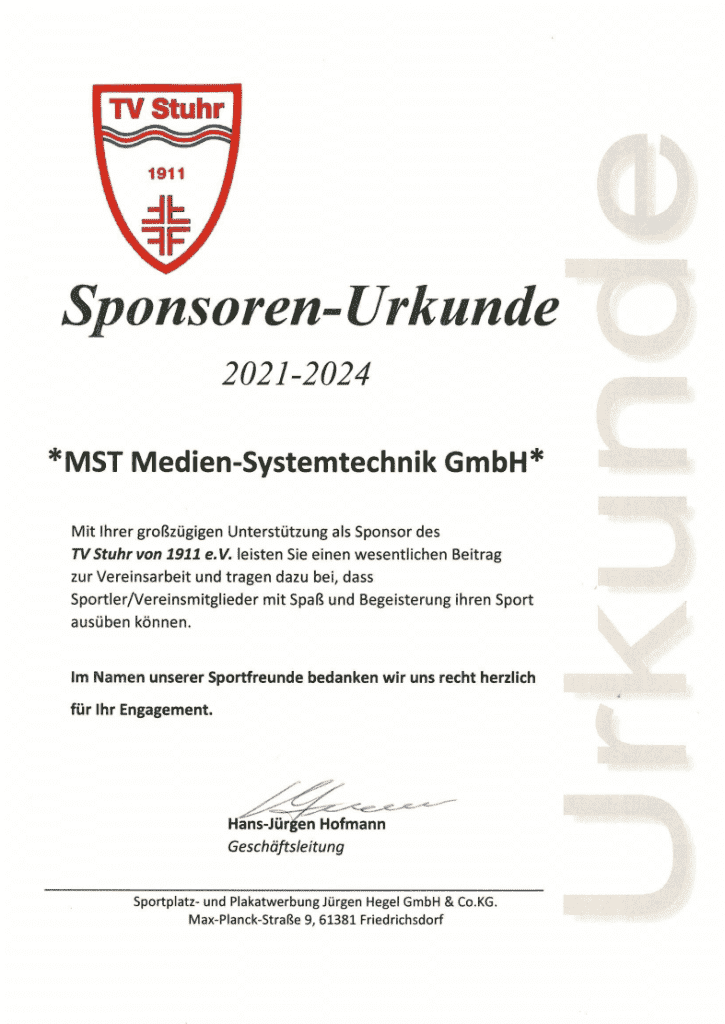 TV Stuhr
1911
Sponsoren-Urkunde
2021-2024
*MST Medien-Systemtechnik GmbH*
Mit Ihrer großzügigen Unterstützung als Sponsor des
TV Stuhr von 1911 e.V. leisten Sie einen wesentlichen Beitrag
zur Vereinsarbeit und tragen dazu bei, dass
Sportler/Vereinsmitglieder mit Spaß und Begeisterung ihren Sport
ausüben können.
Im Namen unserer Sportfreunde bedanken wir uns recht herzlich
für Ihr Engagement.
Hans-Jürgen Hofmann
Geschäftsleitung
Sportplatz- und Plakatwerbung Jürgen Hegel GmbH & Co.KG.
Max-Planck-Straße 9, 61381 Friedrichsdorf
Urkunde